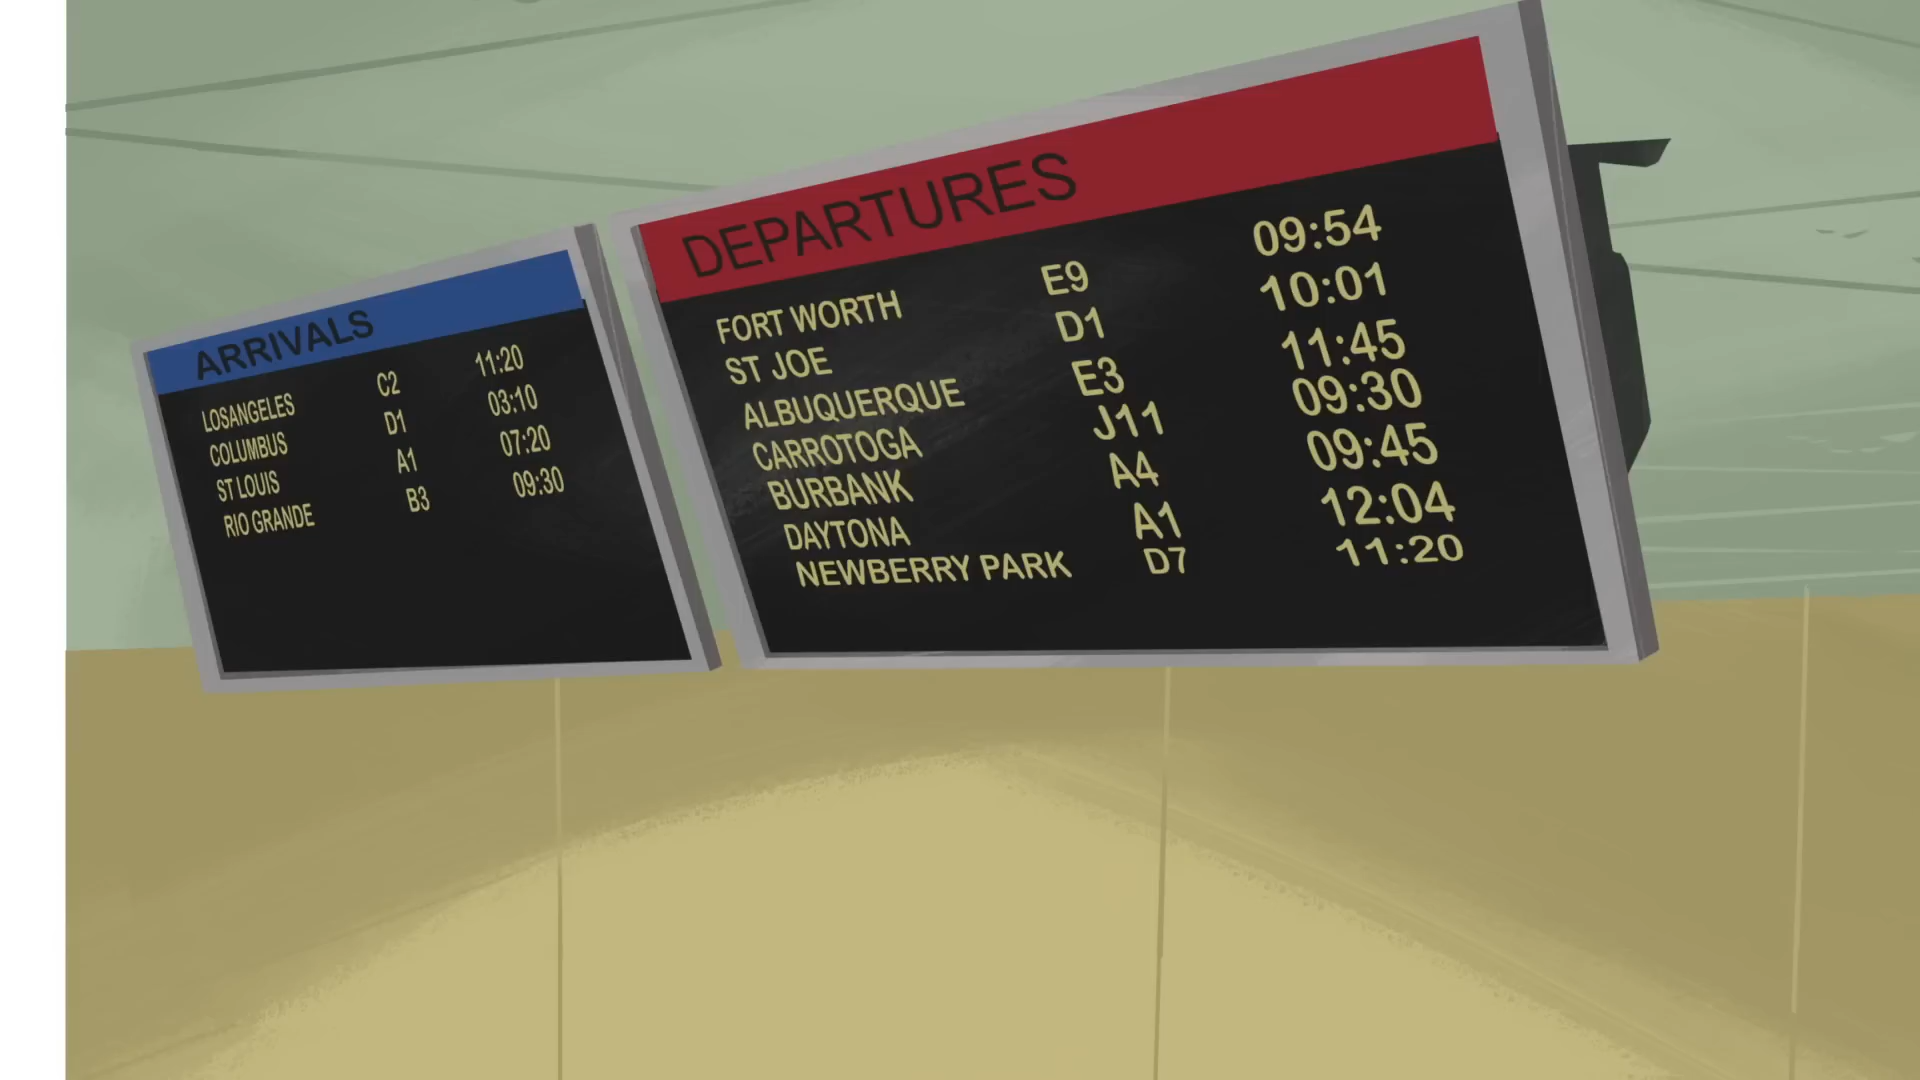 ARRIVALS
LOSANGELES C2 11:20
COLUMBUS D1 03:10
ST LOUIS A1 07:20
RIO GRANDE B3 09:30
DEPARTURES
FORT WORTH E9 09:54
ST JOE D1 10:01
ALBUQUERQUE E3 11:45
CARROTOGA J11 09:30
BURBANK A4 09:45
DAYTONA A1 12:04
NEWBERRY PARK D7 11:20